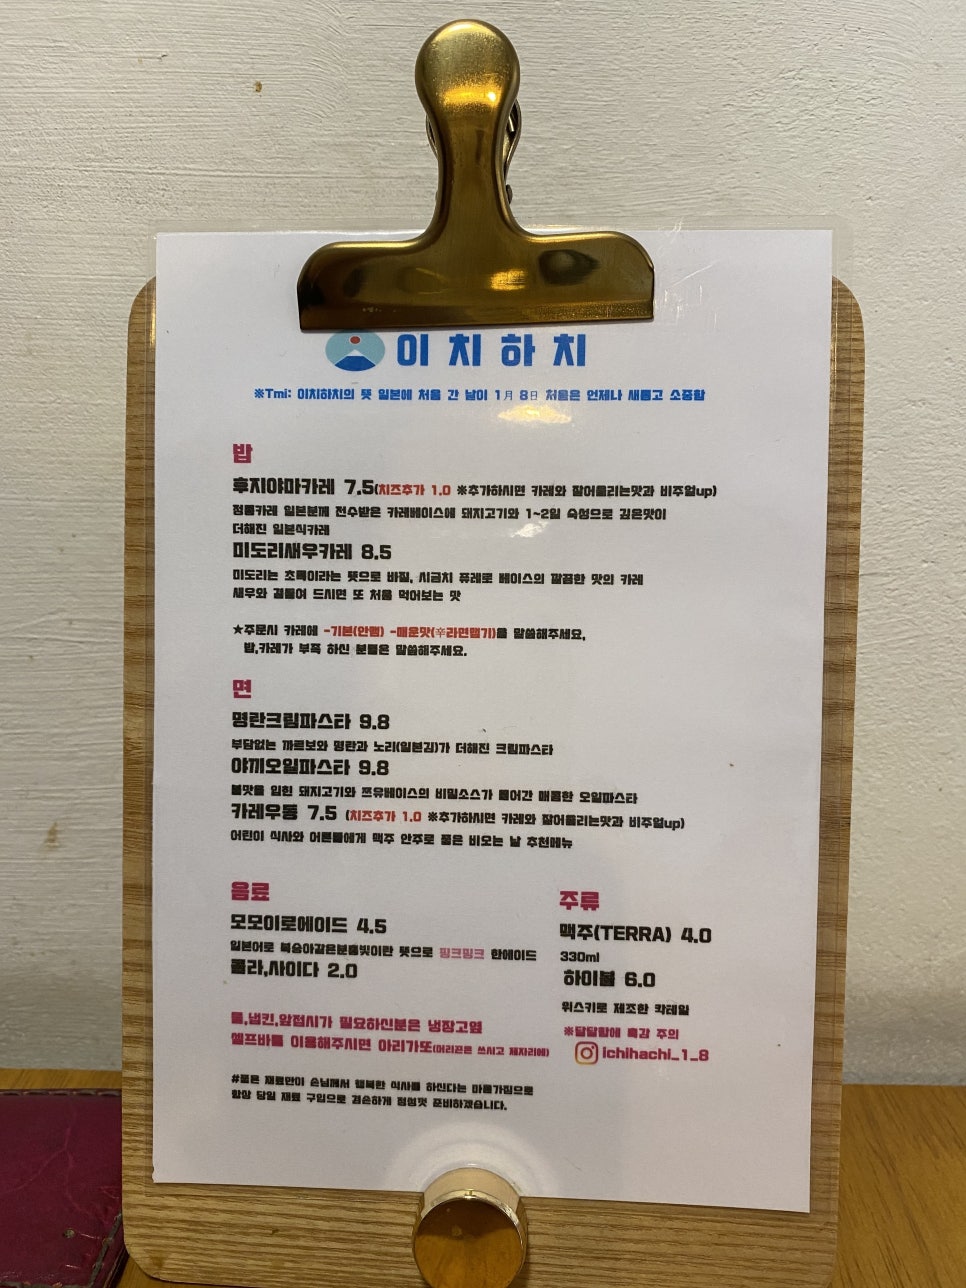 이치하치
※Tmi: 이치하치의 뜻 일본에 처음 간 날이 1月 8日 처음은 언제나 새롭고 소중함
밥
후지야마카레 7.5(치즈추가 1.0 ※추가하시면 카레와 잘어울리는맛과 비주얼up)
정통카레 일본분께 전수받은 카레베이스에 돼지고기와 1~2일 숙성으로 깊은맛이
더해진 일본식카레
미도리새우카레 8.5
미도리는 초록이라는 뜻으로 바질, 시금치 퓨레로 베이스의 깔끔한 맛의 카레
새우와 곁들여 드시면 또 처음 먹어보는 맛
★주문시 카레에 -기본(안맵) -매운맛(辛라면맵기)을 말씀해주세요,
밥,카레가 부족 하신 분들은 말씀해주세요.
면
명란크림파스타 9.8
부담없는 까르보와 명란과 노리(일본김)가 더해진 크림파스타
야끼오일파스타 9.8
불맛을 입힌 돼지고기와 쯔유베이스의 비밀소스가 들어간 매콤한 오일파스타
카레우동 7.5 (치즈추가 1.0 ※추가하시면 카레와 잘어울리는맛과 비주얼up)
어린이 식사와 어른들에게 맥주 안주로 좋은 비오는 날 추천메뉴
음료
모모이로에이드 4.5
일본어로 복숭아같은분홍빛이란 뜻으로 핑크핑크 한에이드
콜라,사이다 2.0
주류
맥주(TERRA) 4.0
330ml
하이볼 6.0
위스키로 제조한 칵테일
※달달함에 훅감 주의
ichihachi_1_8
물,냅킨,앞접시가 필요하신분은 냉장고옆
셀프바를 이용해주시면 아리가또(머리끈은 쓰시고 제자리에)
#좋은 재료만이 손님께서 행복한 식사를 하신다는 마음가짐으로
항상 당일 재료 구입으로 겸손하게 정성껏 준비하겠습니다.